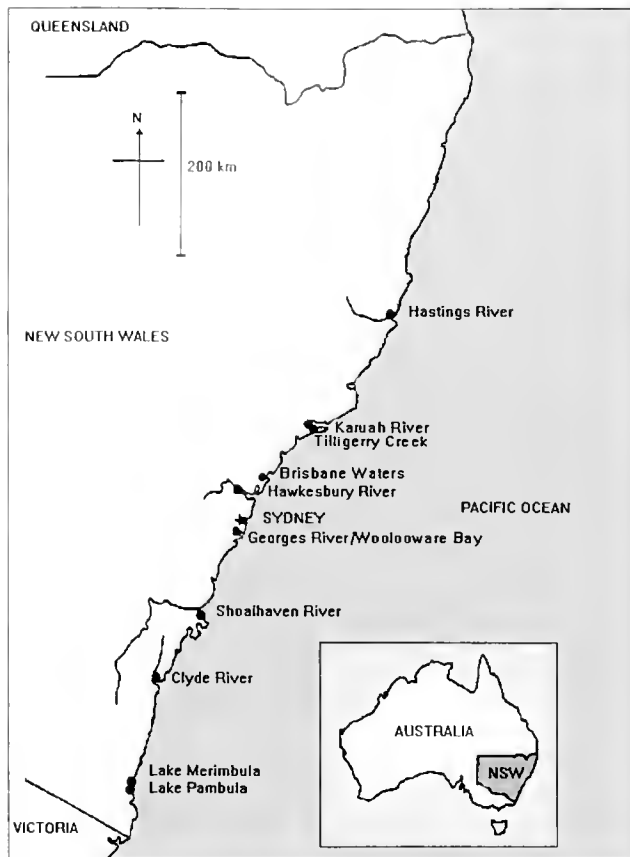 QUEENSLAND
N
200 km
Hastings River
NEW SOUTH WALES
Karuah River
Tilligerry Creek
Brisbane Waters
Hawkesbury River
PACIFIC OCEAN
SYDNEY
Georges River/Woolooware Bay
Shoalhaven River
Clyde River
AUSTRALIA
NSW
Lake Merimbula
Lake Pambula
VICTORIA